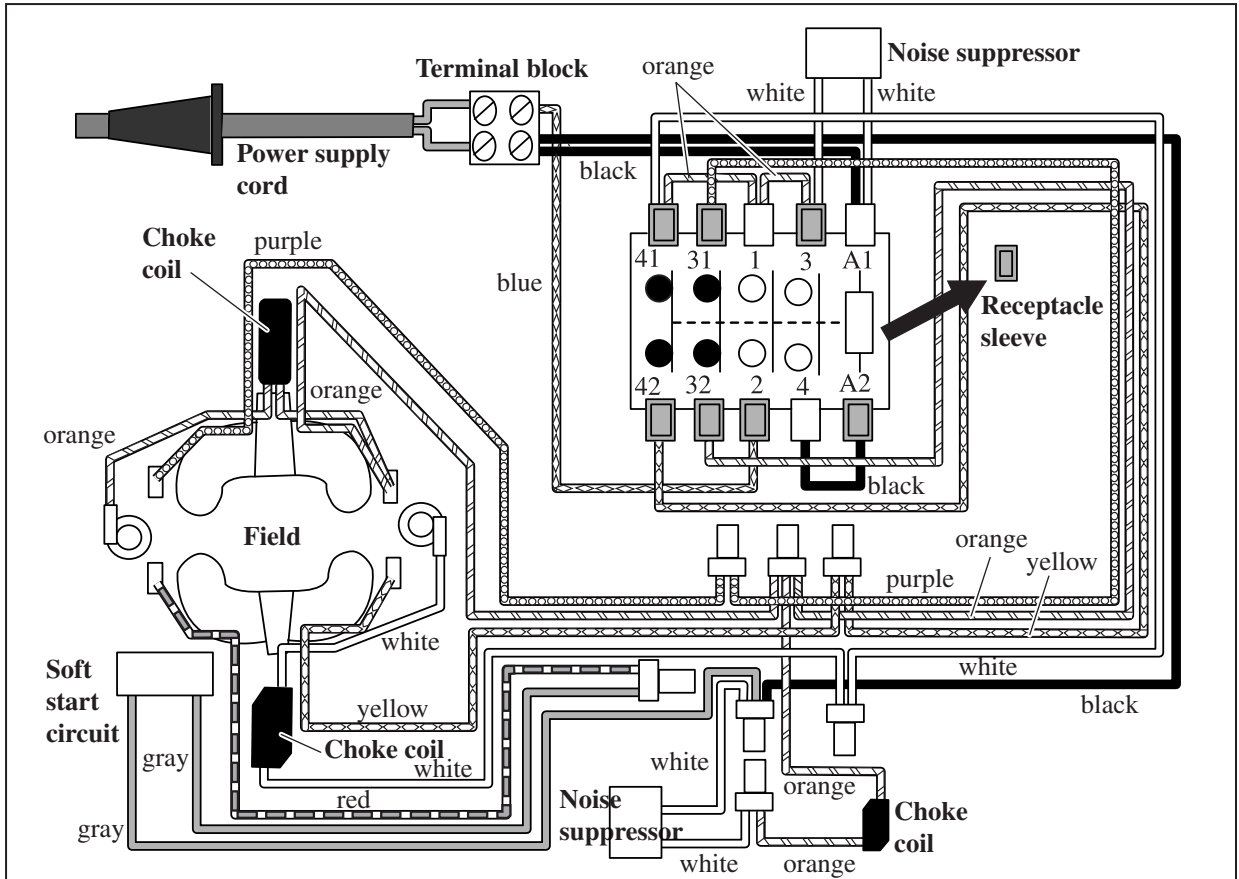 Noise suppressor
orange
Terminal block
white
white
Power supply
cord
black
Choke
coil
purple
41
31
1
3
A1
blue
Receptacle
sleeve
orange
42
32
2
4
A2
orange
black
Field
orange
yellow
purple
white
white
black
Soft
start
circuit
yellow
gray
Choke coil
white
white
red
orange
Noise
suppressor
Choke
coil
gray
white
orange